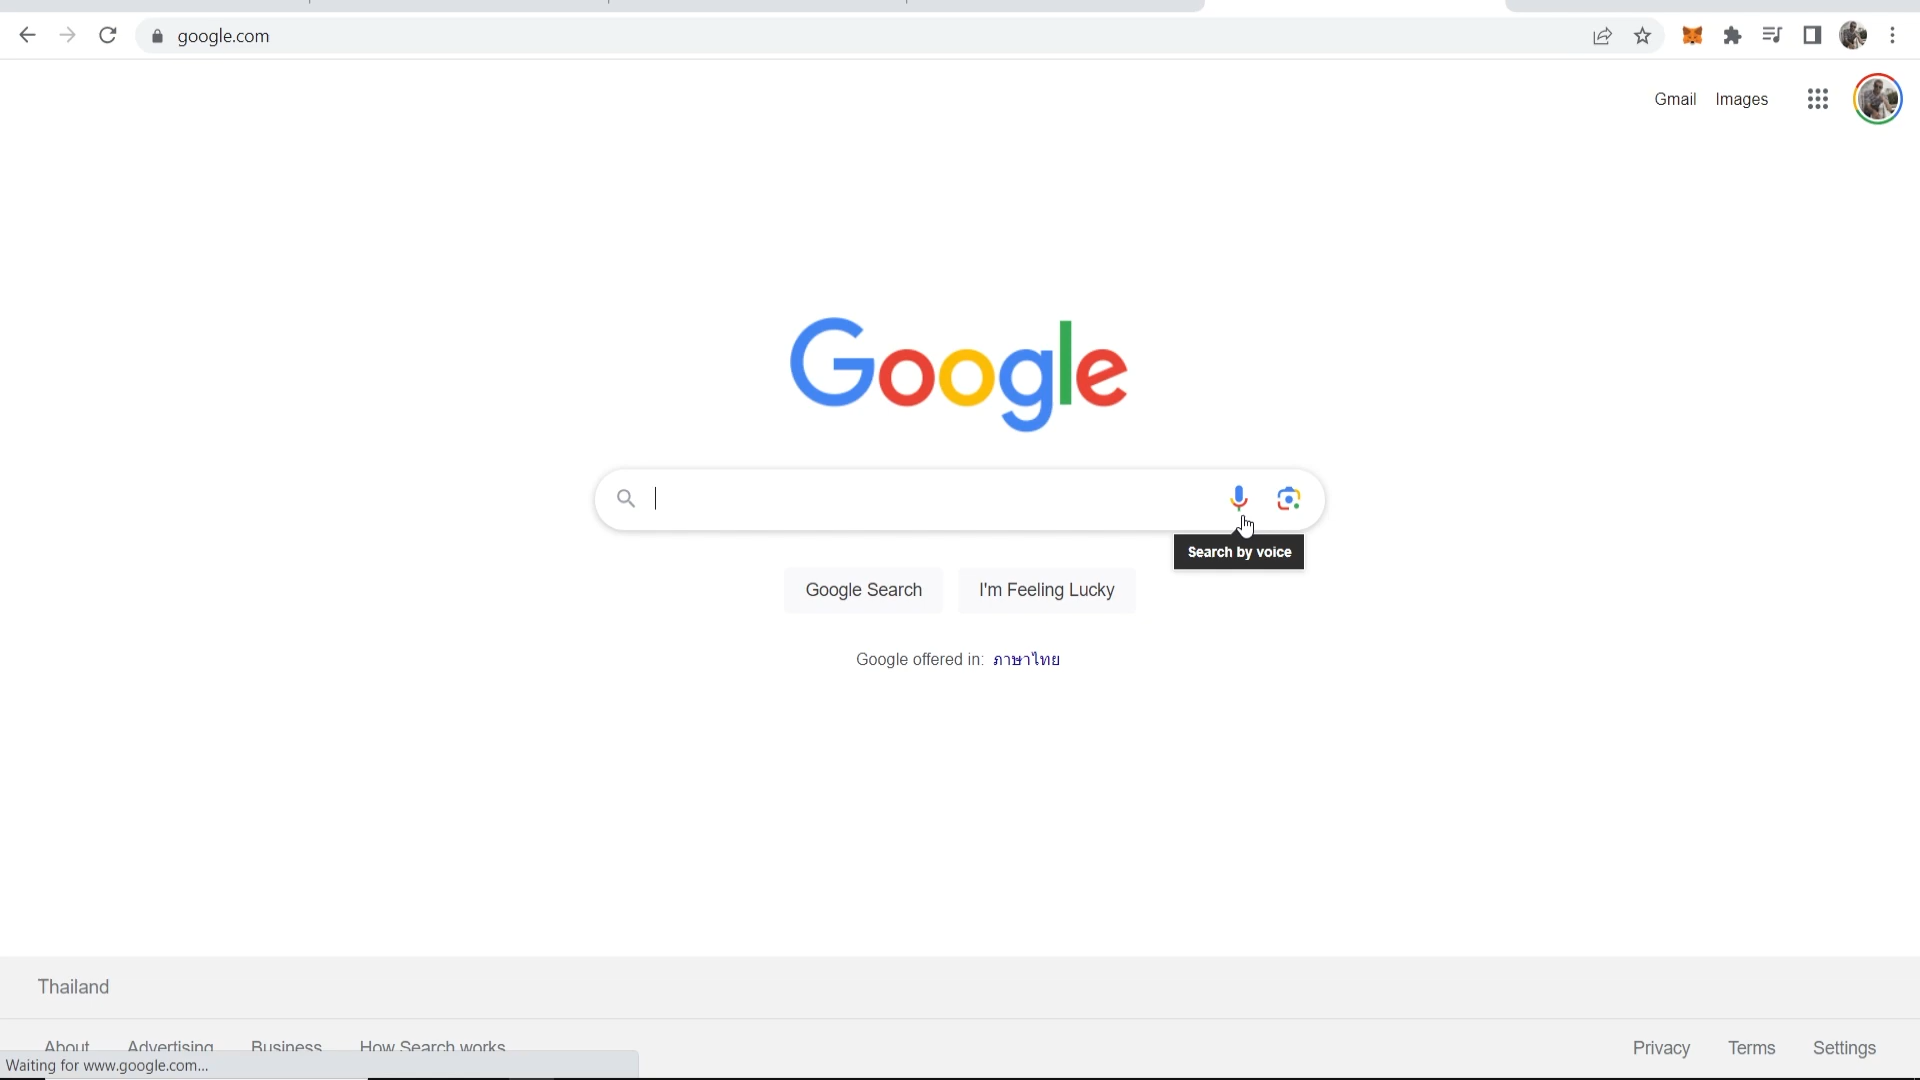 google.com
Gmail Images
Google
Search by voice
Google Search I'm Feeling Lucky
Google offered in: ภาษาไทย
Thailand
About Advertising Business How Search works Privacy Terms Settings
Waiting for www.google.com...